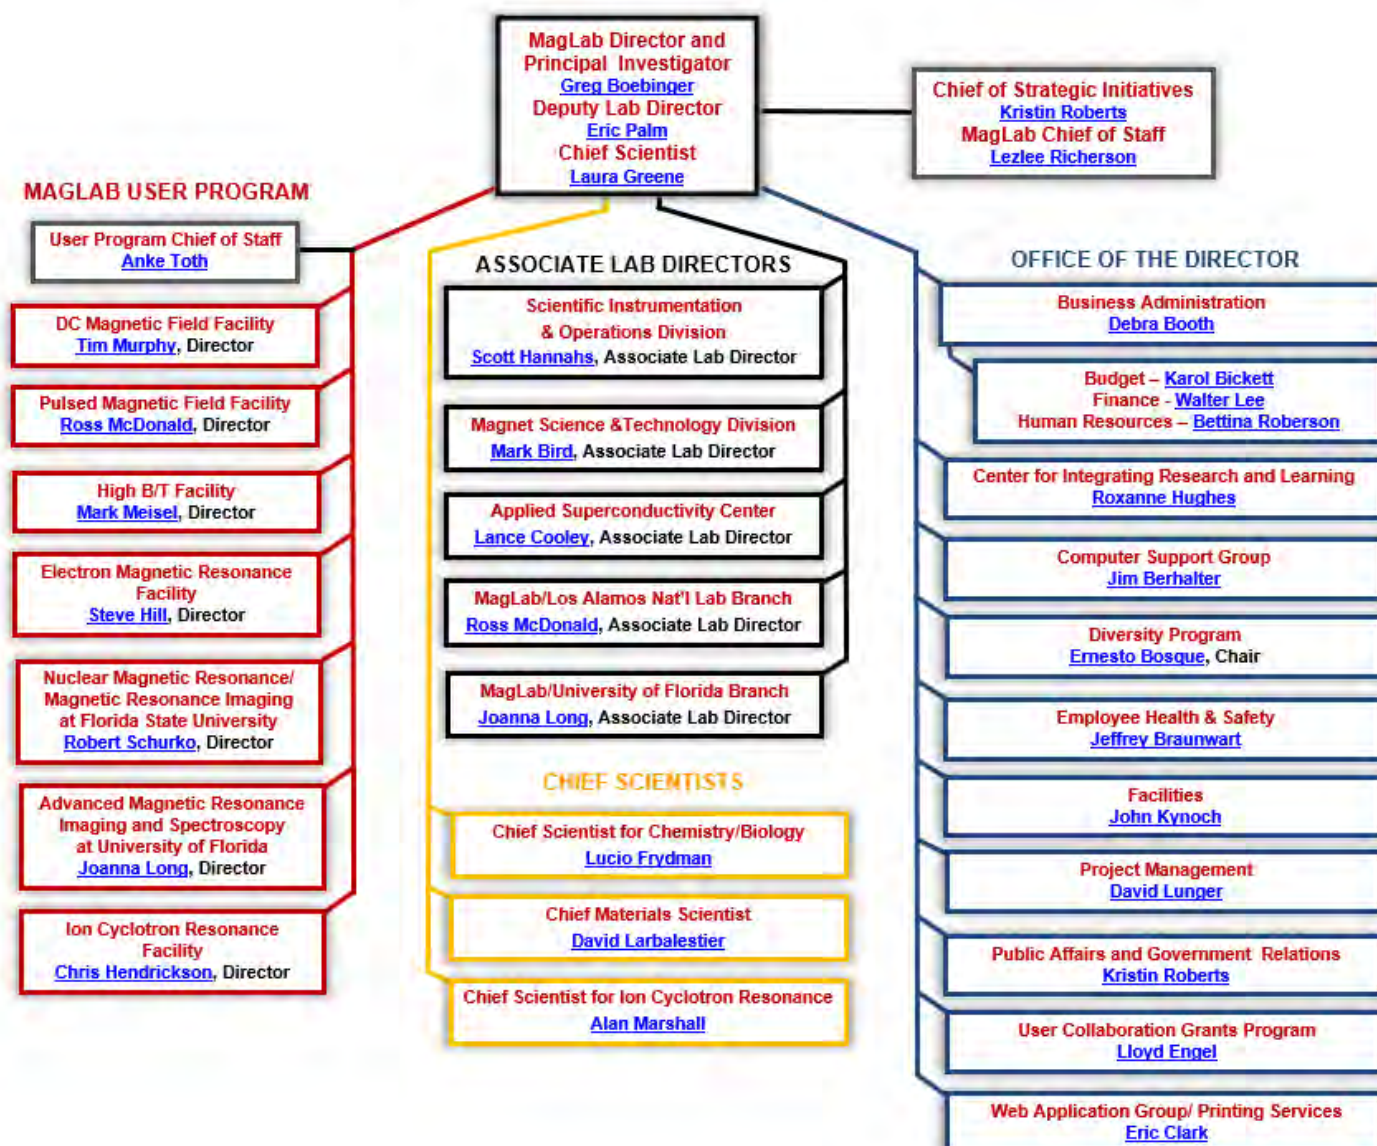 MagLab Director and
Principal Investigator
Greg Boebinger
Deputy Lab Director
Eric Palm
Chief Scientist
Laura Greene
Chief of Strategic Initiatives
Kristin Roberts
MagLab Chief of Staff
Lezlee Richerson
MAGLAB USER PROGRAM
User Program Chief of Staff
Anke Toth
DC Magnetic Field Facility
Tim Murphy, Director
Pulsed Magnetic Field Facility
Ross McDonald, Director
High B/T Facility
Mark Meisel, Director
Electron Magnetic Resonance
Facility
Steve Hill, Director
Nuclear Magnetic Resonance/
Magnetic Resonance Imaging
at Florida State University
Robert Schurko, Director
Advanced Magnetic Resonance
Imaging and Spectroscopy
at University of Florida
Joanna Long, Director
Ion Cyclotron Resonance
Facility
Chris Hendrickson, Director
ASSOCIATE LAB DIRECTORS
Scientific Instrumentation
& Operations Division
Scott Hannahs, Associate Lab Director
Magnet Science &Technology Division
Mark Bird, Associate Lab Director
Applied Superconductivity Center
Lance Cooley, Associate Lab Director
MagLab/Los Alamos Nat'l Lab Branch
Ross McDonald, Associate Lab Director
MagLab/University of Florida Branch
Joanna Long, Associate Lab Director
CHIEF SCIENTISTS
Chief Scientist for Chemistry/Biology
Lucio Frydman
Chief Materials Scientist
David Larbalestier
Chief Scientist for Ion Cyclotron Resonance
Alan Marshall
OFFICE OF THE DIRECTOR
Business Administration
Debra Booth
Budget – Karol Bickett
Finance - Walter Lee
Human Resources – Bettina Roberson
Center for Integrating Research and Learning
Roxanne Hughes
Computer Support Group
Jim Berhalter
Diversity Program
Ernesto Bosque, Chair
Employee Health & Safety
Jeffrey Braunwart
Facilities
John Kynoch
Project Management
David Lunger
Public Affairs and Government Relations
Kristin Roberts
User Collaboration Grants Program
Lloyd Engel
Web Application Group/ Printing Services
Eric Clark